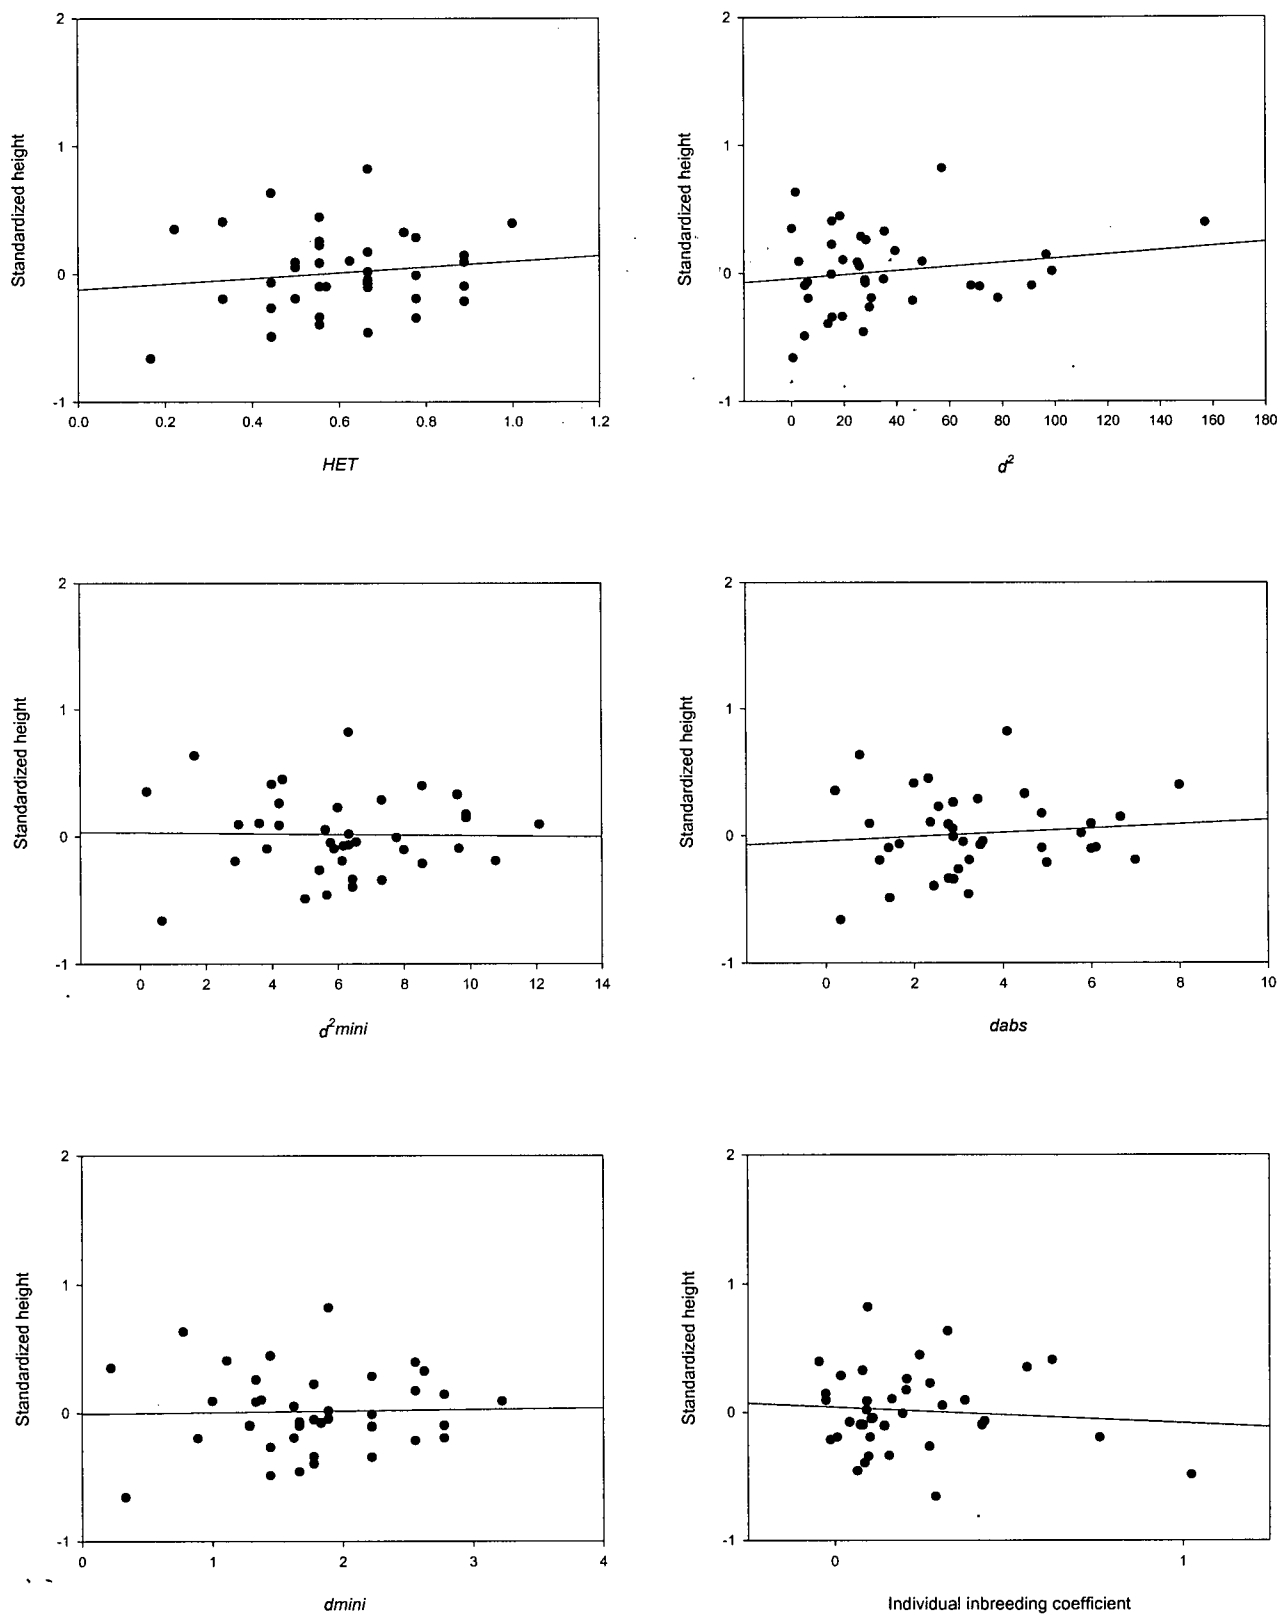 2
1
0
-1
Standardized height
0.0 0.2 0.4 0.6 0.8 1.0 1.2
HET
2
1
0
-1
Standardized height
0 20 40 60 80 100 120 140 160 180
d²
2
1
0
-1
Standardized height
0 2 4 6 8 10 12 14
d²mini
2
1
0
-1
Standardized height
0 2 4 6 8 10
dabs
2
1
0
-1
Standardized height
0 1 2 3 4
dmini
2
1
0
-1
Standardized height
0 1
Individual inbreeding coefficient